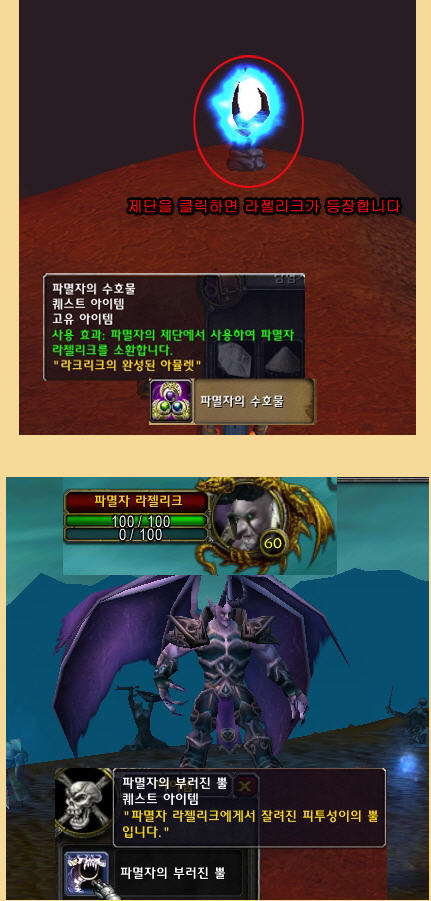 제단을 클릭하면 라젤리크가 등장합니다
파멸자의 수호물
퀘스트 아이템
고유 아이템
사용 효과: 파멸자의 제단에서 사용하여 파멸자
라젤리크를 소환합니다.
"라크리크의 완성된 아뮬렛"
파멸자의 수호물
파멸자 라젤리크
100 / 100
0 / 100
60
파멸자의 부러진 뿔
퀘스트 아이템
"파멸자 라젤리크에게서 잘려진 피투성이의 뿔
입니다."
파멸자의 부러진 뿔